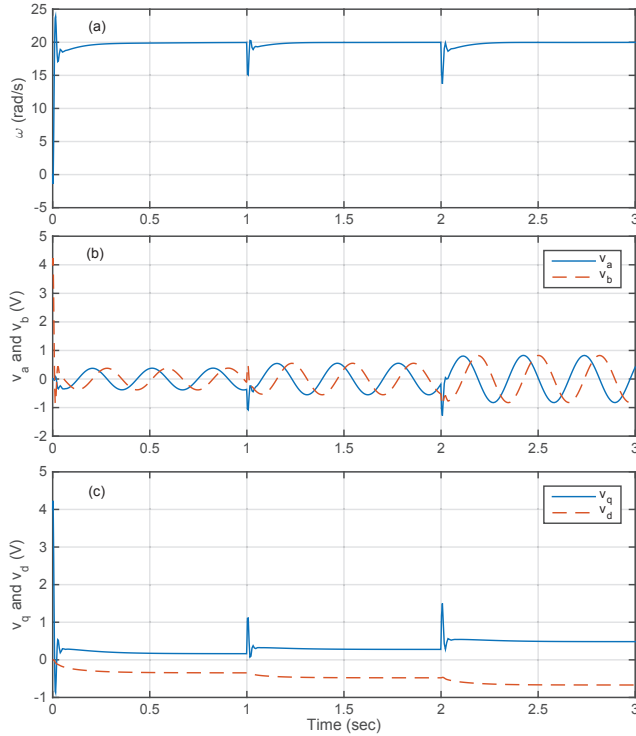 (a)
ω (rad/s)
25
20
15
10
5
0
-5
0 0.5 1 1.5 2 2.5 3
(b)
v_a and v_b (V)
5
4
3
2
1
0
-1
-2
v_a
v_b
0 0.5 1 1.5 2 2.5 3
(c)
v_q and v_d (V)
5
4
3
2
1
0
-1
v_q
v_d
0 0.5 1 1.5 2 2.5 3
Time (sec)